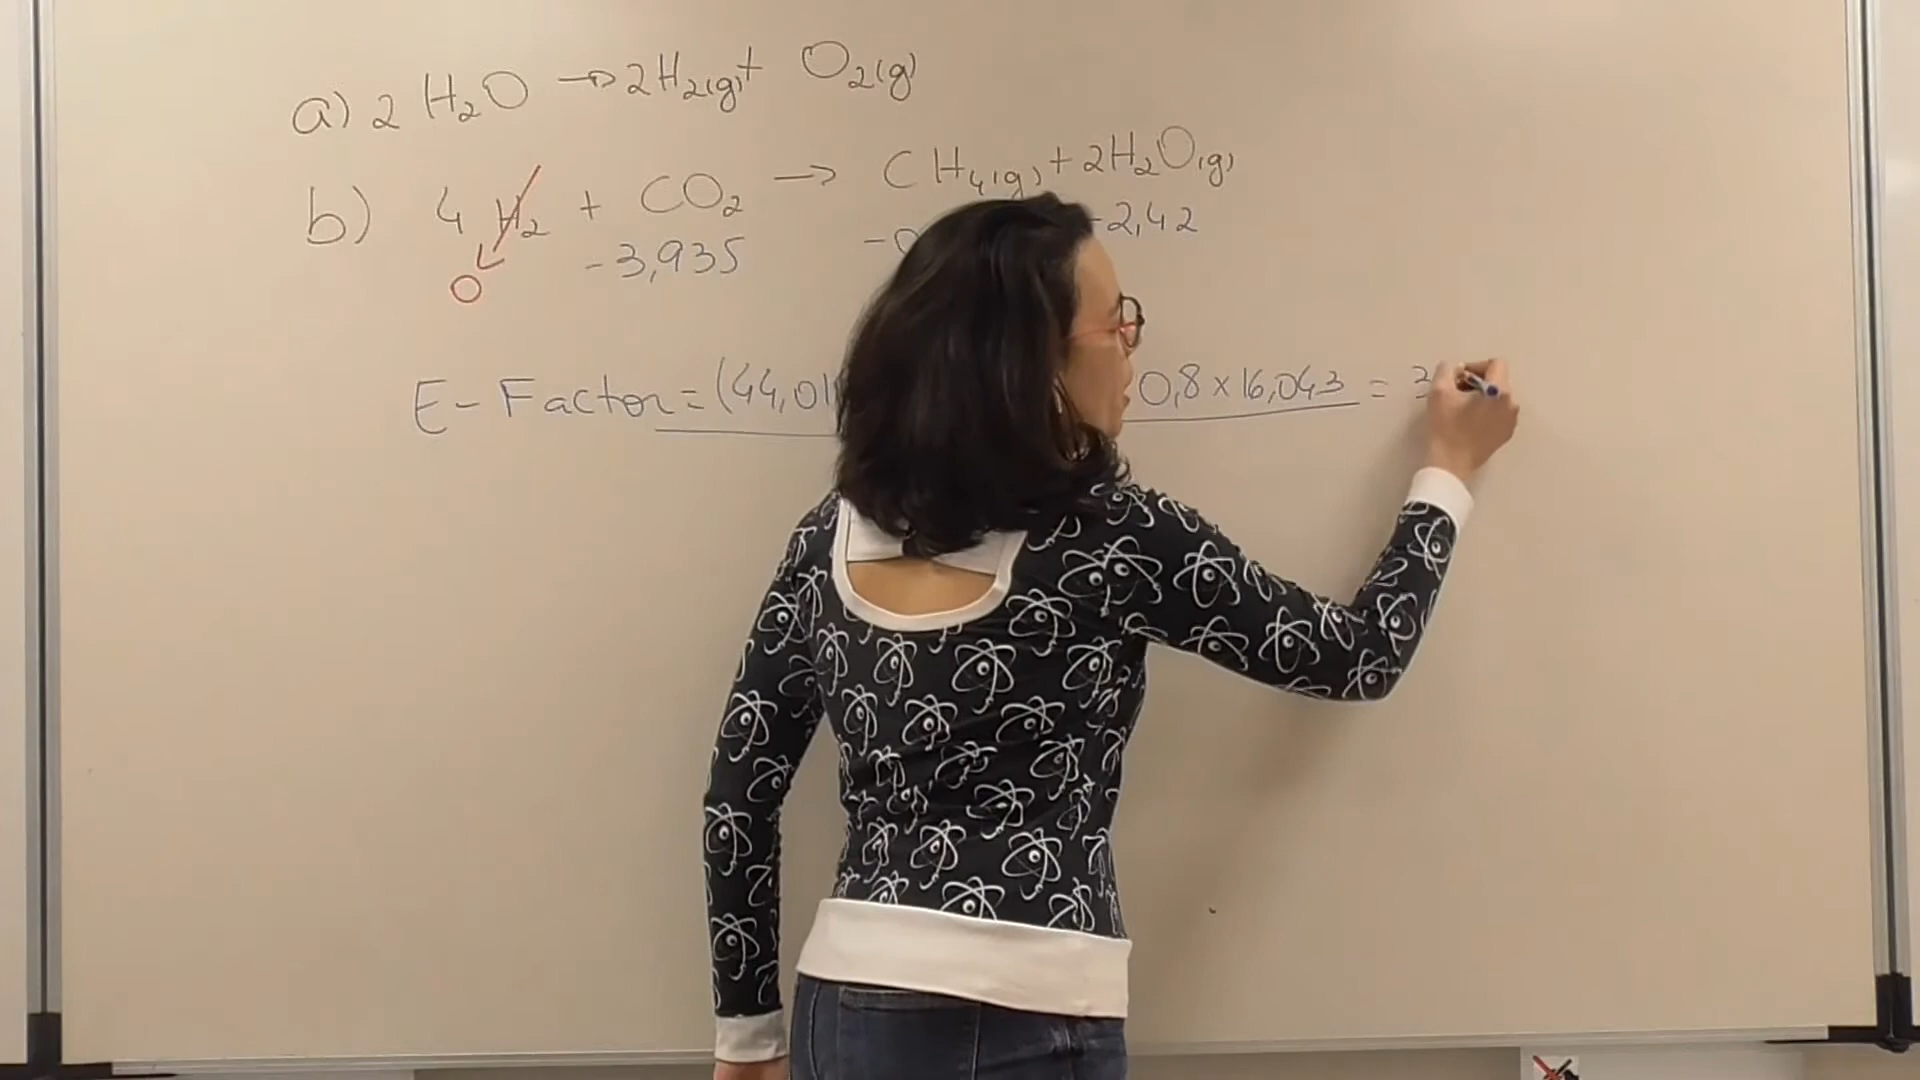 a) 2 H₂O → 2H₂(g) + O₂(g)
b) 4 H₂ + CO₂ → CH₄(g) + 2H₂O(g)
O -3,935 -0 -2,42
E-Factor = (44,01 0,8 x 16,043 = 3